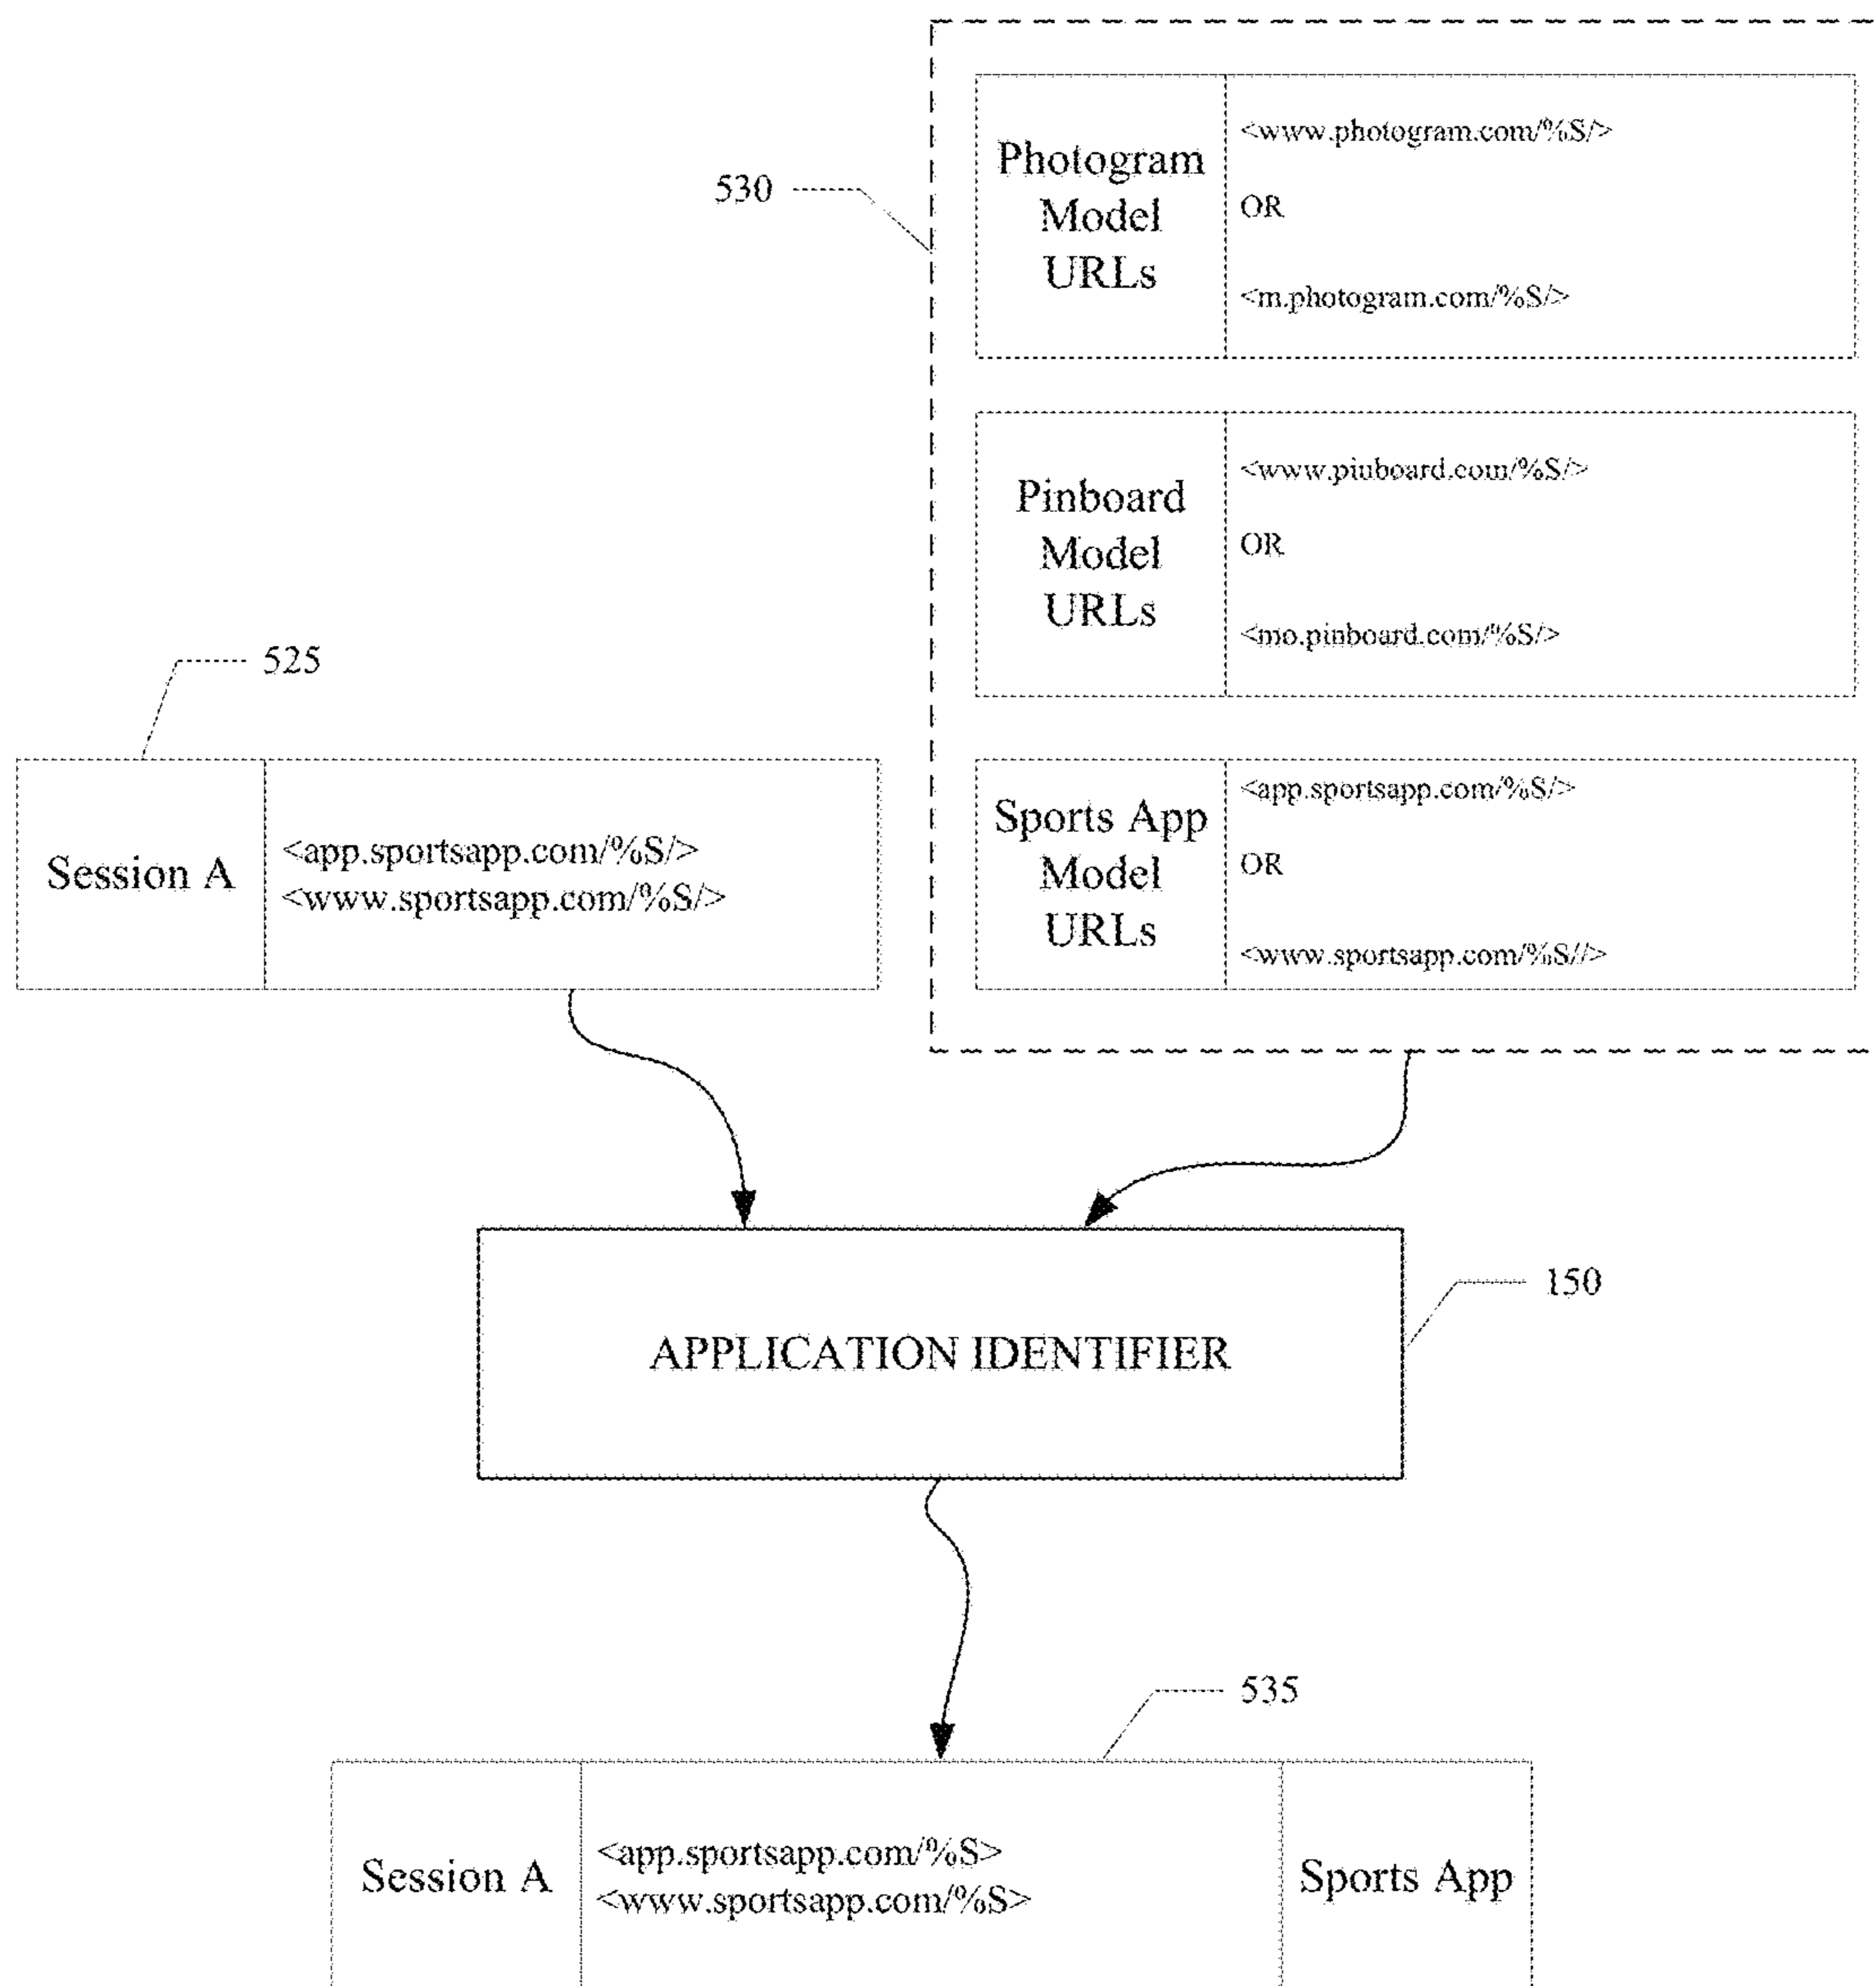 Photogram
Model
URLs
<www.photogram.com/%S/>
OR
<m.photogram.com/%S/>
530
Pinboard
Model
URLs
<www.pinboard.com/%S/>
OR
<mo.pinboard.com/%S/>
525
Session A
<app.sportsapp.com/%S/>
<www.sportsapp.com/%S/>
Sports App
Model
URLs
<app.sportsapp.com/%S/>
OR
<www.sportsapp.com/%S//>
150
APPLICATION IDENTIFIER
535
Session A
<app.sportsapp.com/%S>
<www.sportsapp.com/%S>
Sports App